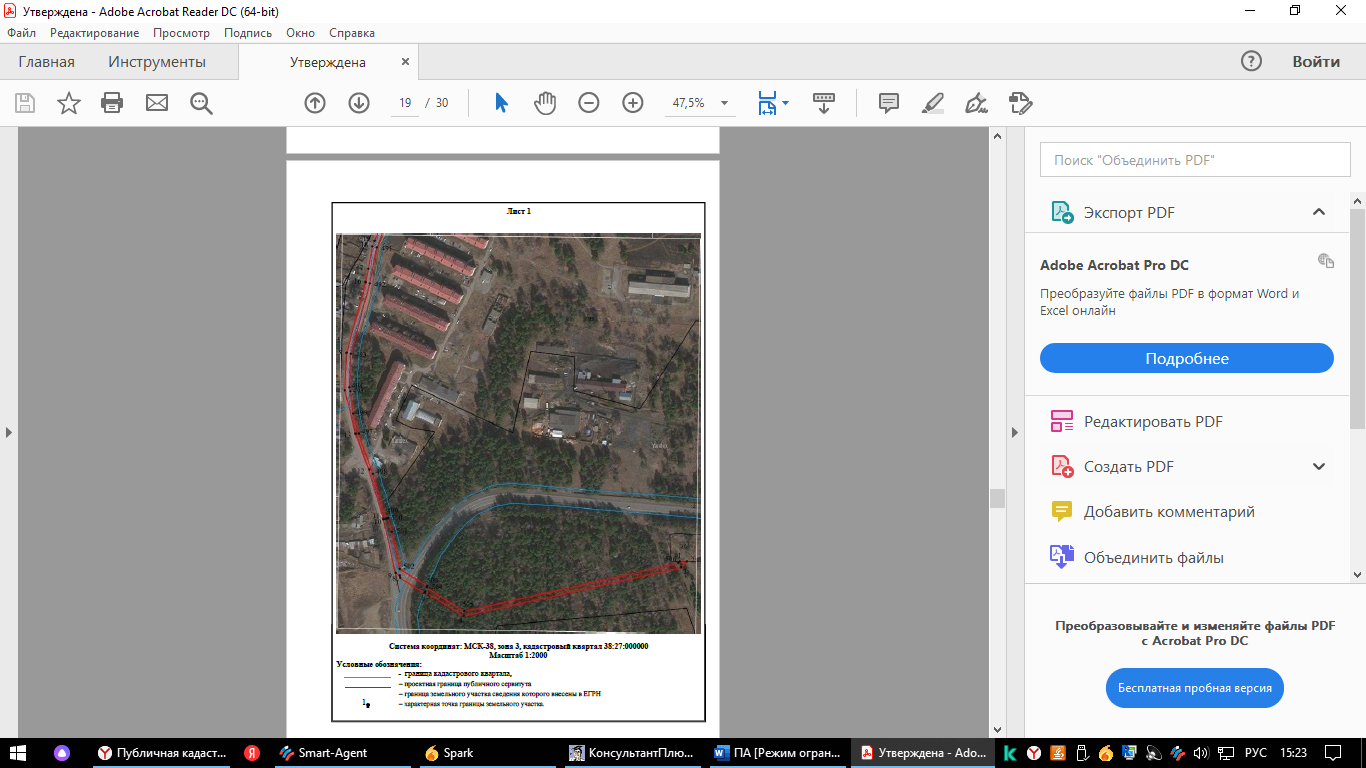 Утверждена - Adobe Acrobat Reader DC (64-bit)
Файл Редактирование Просмотр Подпись Окно Справка
Главная Инструменты Утверждена × Войти
19 / 30 47,5%
Поиск "Объединить PDF"
Экспорт PDF
Adobe Acrobat Pro DC
Преобразуйте файлы PDF в формат Word и
Excel онлайн
Подробнее
Редактировать PDF
Создать PDF
Добавить комментарий
Объединить файлы
Преобразовывайте и изменяйте файлы PDF
с Acrobat Pro DC
Бесплатная пробная версия
Лист 1
Система координат: МСК-38, зона 3, кадастровый квартал 38:27:000000
Масштаб 1:2000
Условные обозначения:
- граница кадастрового квартала,
– проектная граница публичного сервитута
– граница земельного участка сведения которого внесены в ЕГРН
1 – характерная точка границы земельного участка.
Публичная кадаст... Smart-Agent Spark КонсультантПлю... ПА [Режим огран... Утверждена - Ado... РУС 15:23